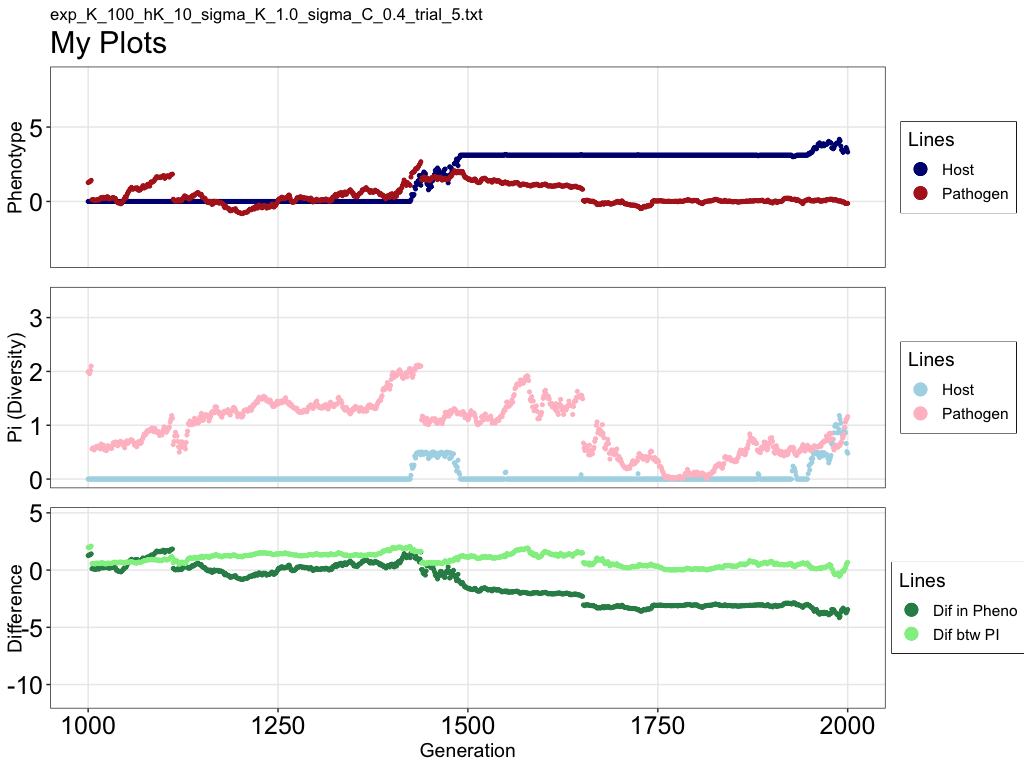 exp_K_100_hK_10_sigma_K_1.0_sigma_C_0.4_trial_5.txt
My Plots
Phenotype
5
0
Lines
Host
Pathogen
Pi (Diversity)
3
2
1
0
Lines
Host
Pathogen
Difference
5
0
-5
-10
Lines
Dif in Pheno
Dif btw PI
1000 1250 1500 1750 2000
Generation